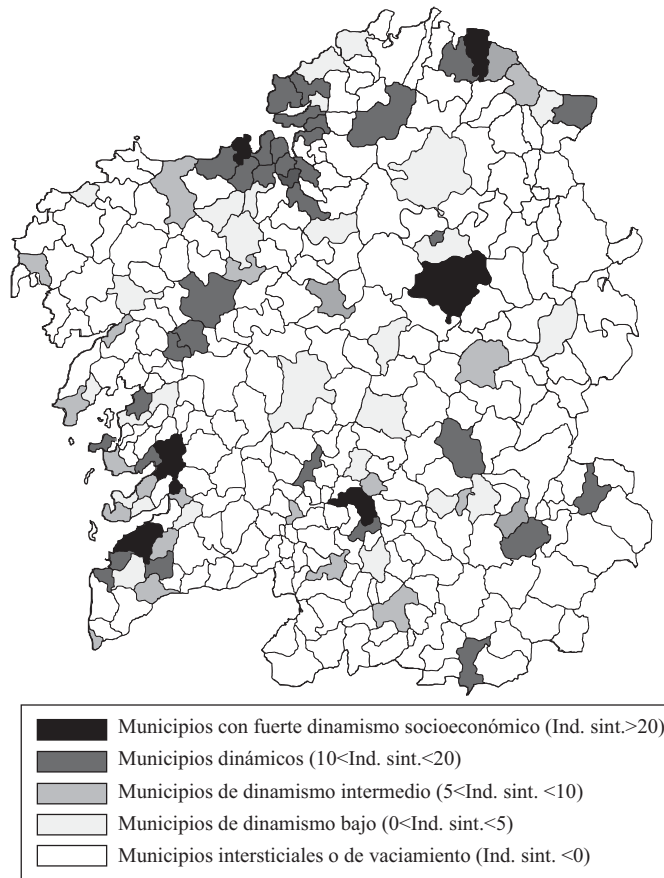 Municipios con fuerte dinamismo socioeconómico (Ind. sint.>20)
Municipios dinámicos (10<Ind. sint.<20)
Municipios de dinamismo intermedio (5<Ind. sint. <10)
Municipios de dinamismo bajo (0<Ind. sint.<5)
Municipios intersticiales o de vaciamiento (Ind. sint. <0)